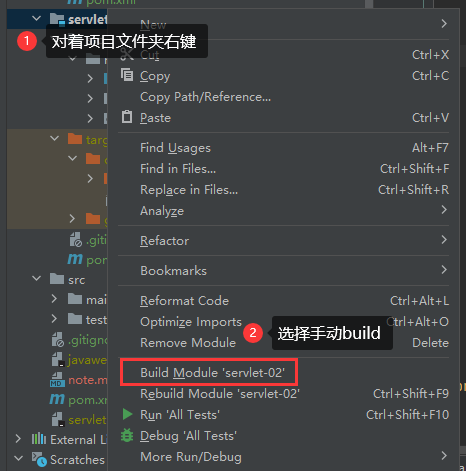 pom.xml
servlet
1 对着项目文件夹右键
New
Cut Ctrl+X
Copy Ctrl+C
Copy Path/Reference...
Paste Ctrl+V
Find Usages Alt+F7
Find in Files... Ctrl+Shift+F
Replace in Files... Ctrl+Shift+R
Analyze
Refactor
Bookmarks
Reformat Code Ctrl+Alt+L
Optimize Imports Ctrl+Alt+O
Remove Module Delete
2 选择手动build
Build Module 'servlet-02'
Rebuild Module 'servlet-02' Ctrl+Shift+F9
Run 'All Tests' Ctrl+Shift+F10
Debug 'All Tests'
More Run/Debug
targ
.gi
pom
src
mai
test
.gitigno
javawe
note.m
pom.xm
servlet
External L
Scratches